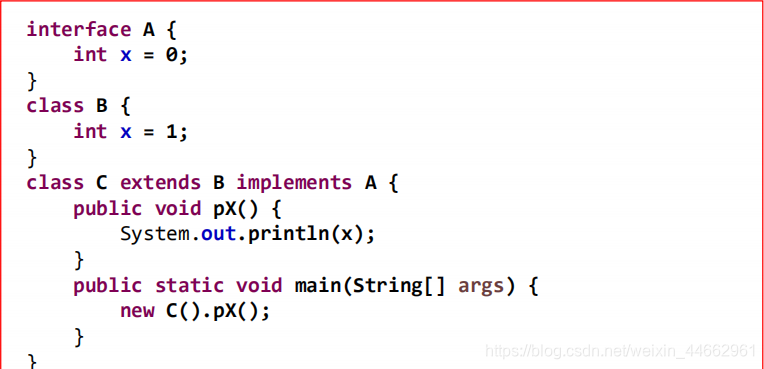 interface A {
    int x = 0;
}
class B {
    int x = 1;
}
class C extends B implements A {
    public void pX() {
        System.out.println(x);
    }
    public static void main(String[] args) {
        new C().pX();
    }
}
https://blog.csdn.net/weixin_44662961